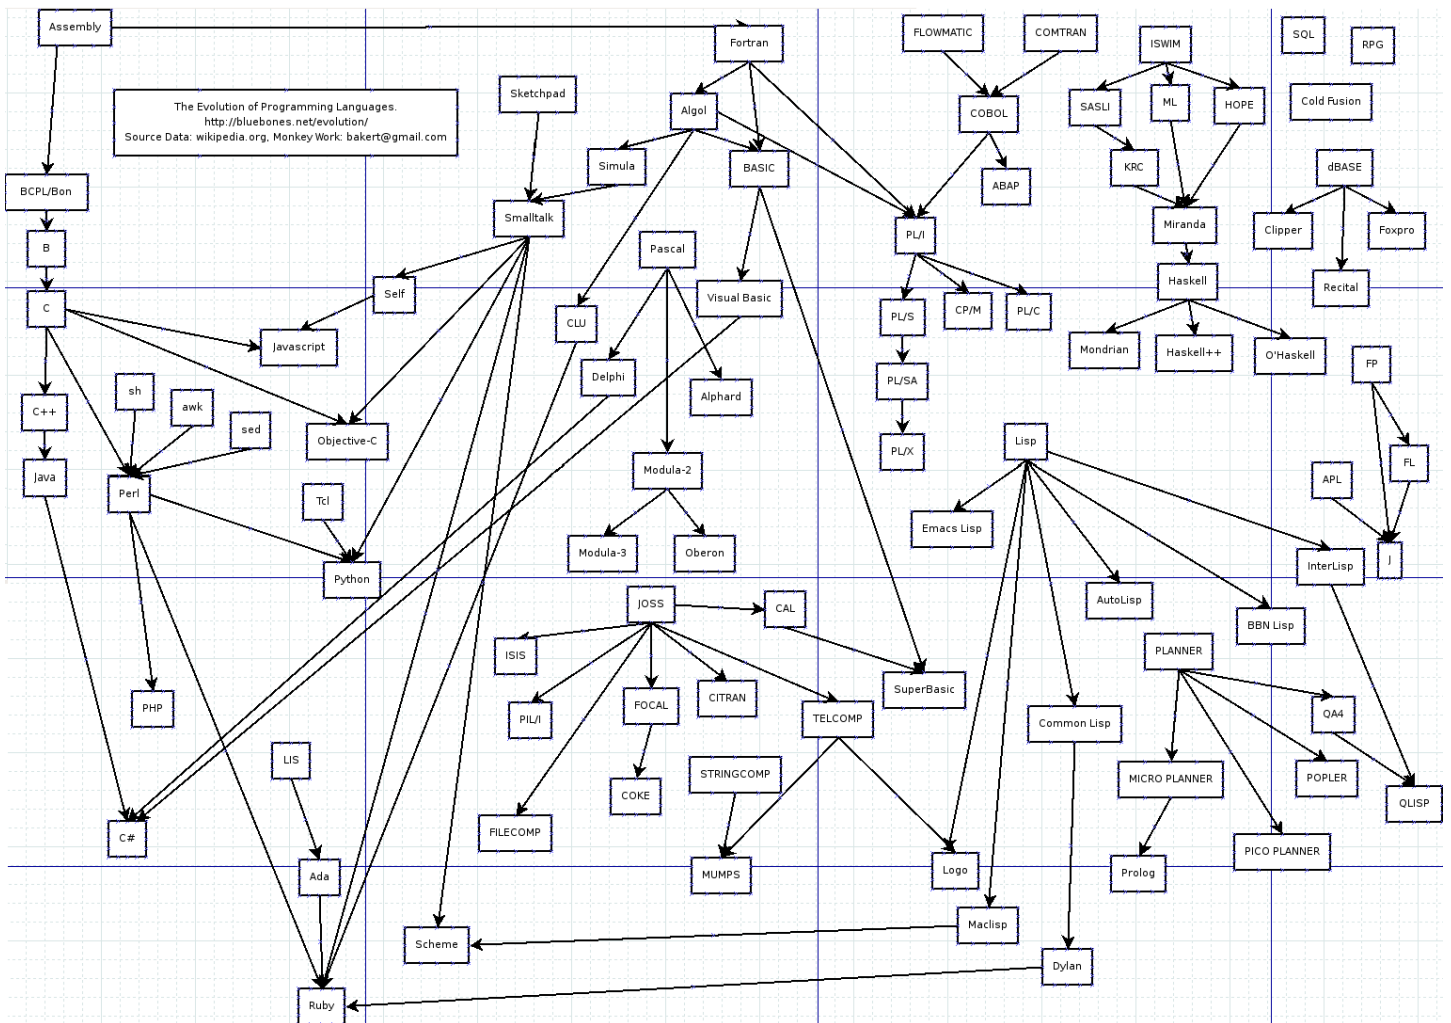 Assembly
Fortran
FLOWMATIC
COMTRAN
ISWIM
SQL
RPG
Sketchpad
Algol
COBOL
SASLI
ML
HOPE
Cold Fusion
The Evolution of Programming Languages.
http://bluebones.net/evolution/
Source Data: wikipedia.org, Monkey Work: bakert@gmail.com
Simula
BASIC
KRC
dBASE
BCPL/Bon
ABAP
Smalltalk
PL/I
Miranda
Clipper
Foxpro
B
Pascal
Self
Visual Basic
Haskell
Recital
C
CLU
PL/S
CP/M
PL/C
Javascript
Mondrian
Haskell++
O'Haskell
FP
sh
Delphi
Alphard
PL/SA
C++
awk
sed
Objective-C
PL/X
Lisp
FL
Java
Perl
Modula-2
APL
Tcl
Emacs Lisp
Modula-3
Oberon
InterLisp
J
Python
JOSS
CAL
AutoLisp
BBN Lisp
ISIS
PLANNER
SuperBasic
PHP
PIL/I
FOCAL
CITRAN
TELCOMP
Common Lisp
QA4
LIS
STRINGCOMP
MICRO PLANNER
POPLER
COKE
QLISP
C#
FILECOMP
PICO PLANNER
Ada
MUMPS
Logo
Prolog
Maclisp
Scheme
Dylan
Ruby